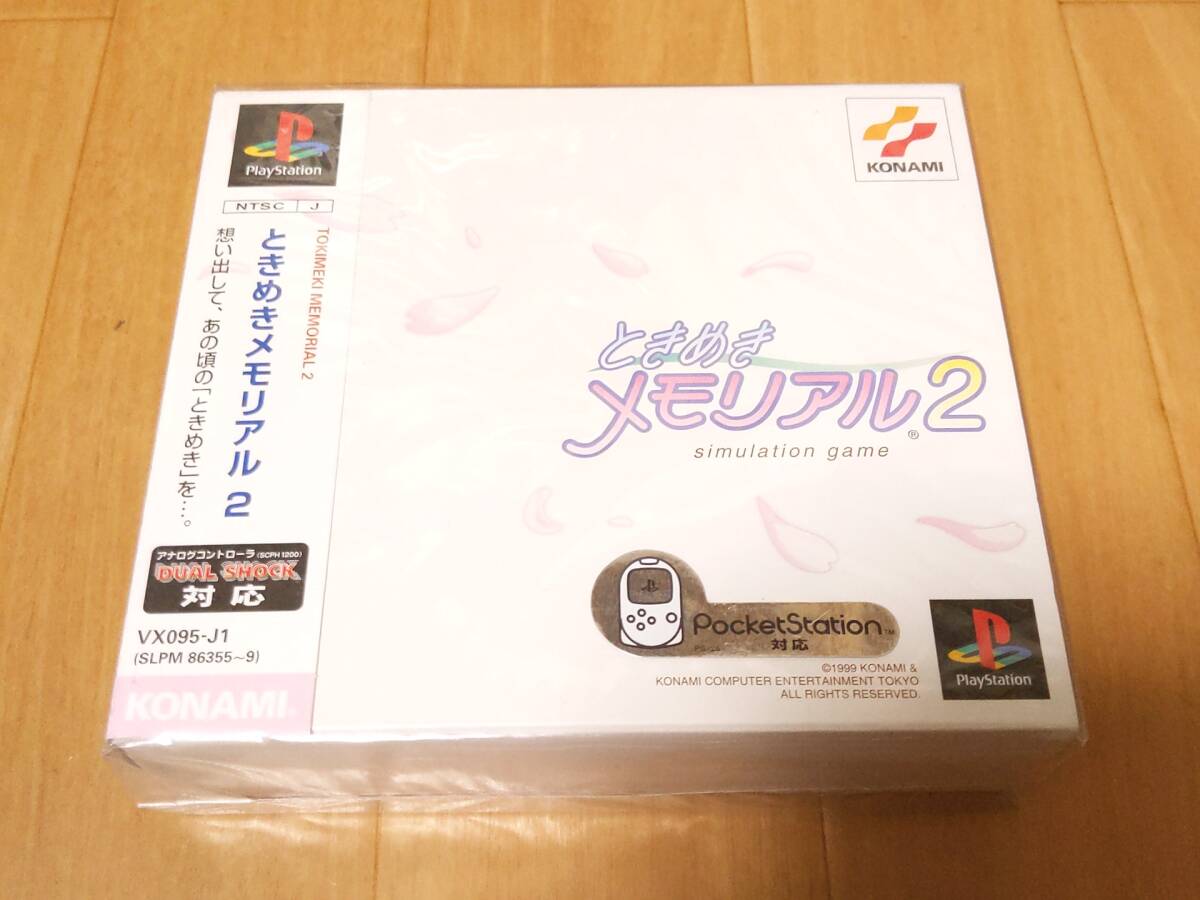 PlayStation
NTSC J
TOKIMEKI MEMORIAL 2
ときめきメモリアル 2
想い出して、あの頃の「ときめき」を…。
アナログコントローラ(SCPH1200)
DUAL SHOCK
対応
VX095-J1
(SLPM 86355~9)
KONAMI
KONAMI
ときめき
メモリアル2
®
simulation game
PocketStation™
対応
©1999 KONAMI &
KONAMI COMPUTER ENTERTAINMENT TOKYO
ALL RIGHTS RESERVED.
PlayStation